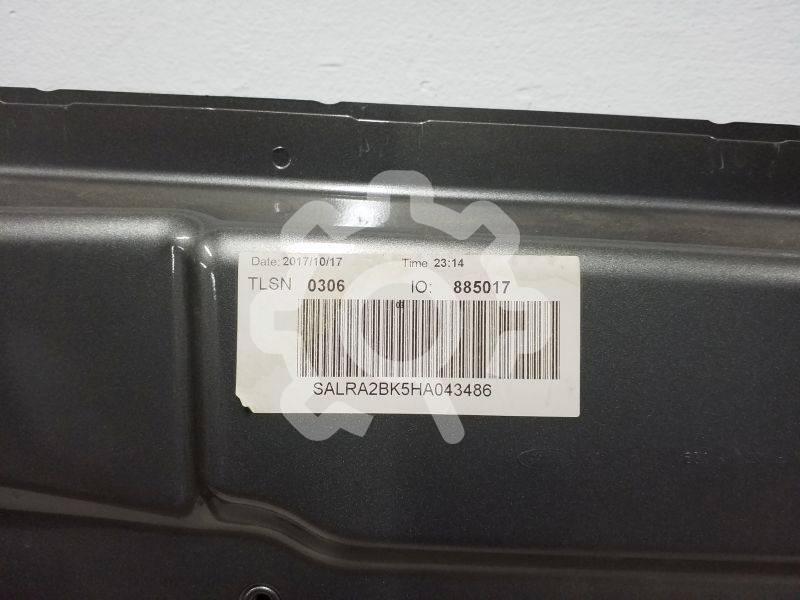 Date: 2017/10/17 Time 23:14
TLSN 0306 IO: 885017
SALRA2BK5HA043486